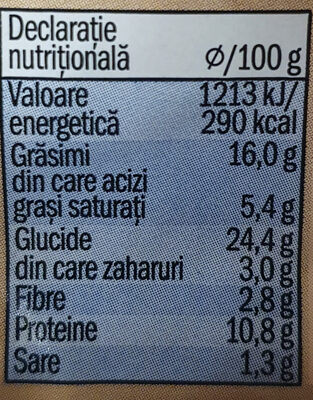 Declarație
nutrițională ⌀/100 g
Valoare 1213 kJ/
energetică 290 kcal
Grăsimi 16,0 g
din care acizi
grași saturați 5,4 g
Glucide 24,4 g
din care zaharuri 3,0 g
Fibre 2,8 g
Proteine 10,8 g
Sare 1,3 g